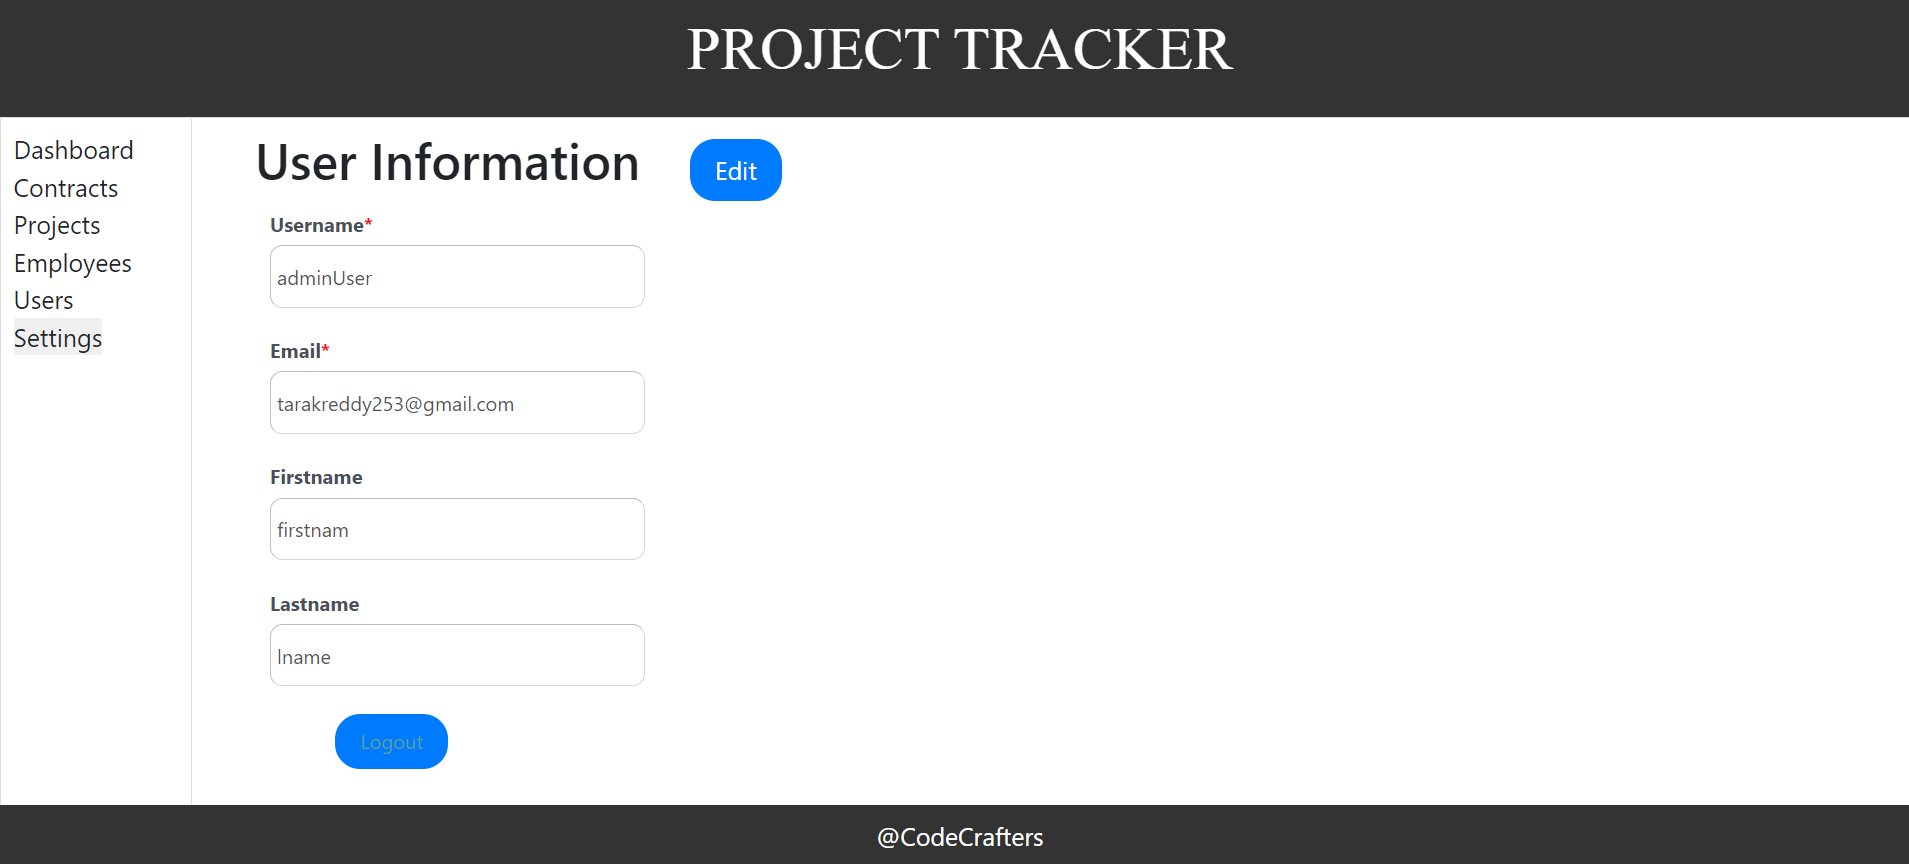 PROJECT TRACKER
Dashboard
Contracts
Projects
Employees
Users
Settings
User Information
Edit
Username*
adminUser
Email*
tarakreddy253@gmail.com
Firstname
firstnam
Lastname
lname
Logout
@CodeCrafters